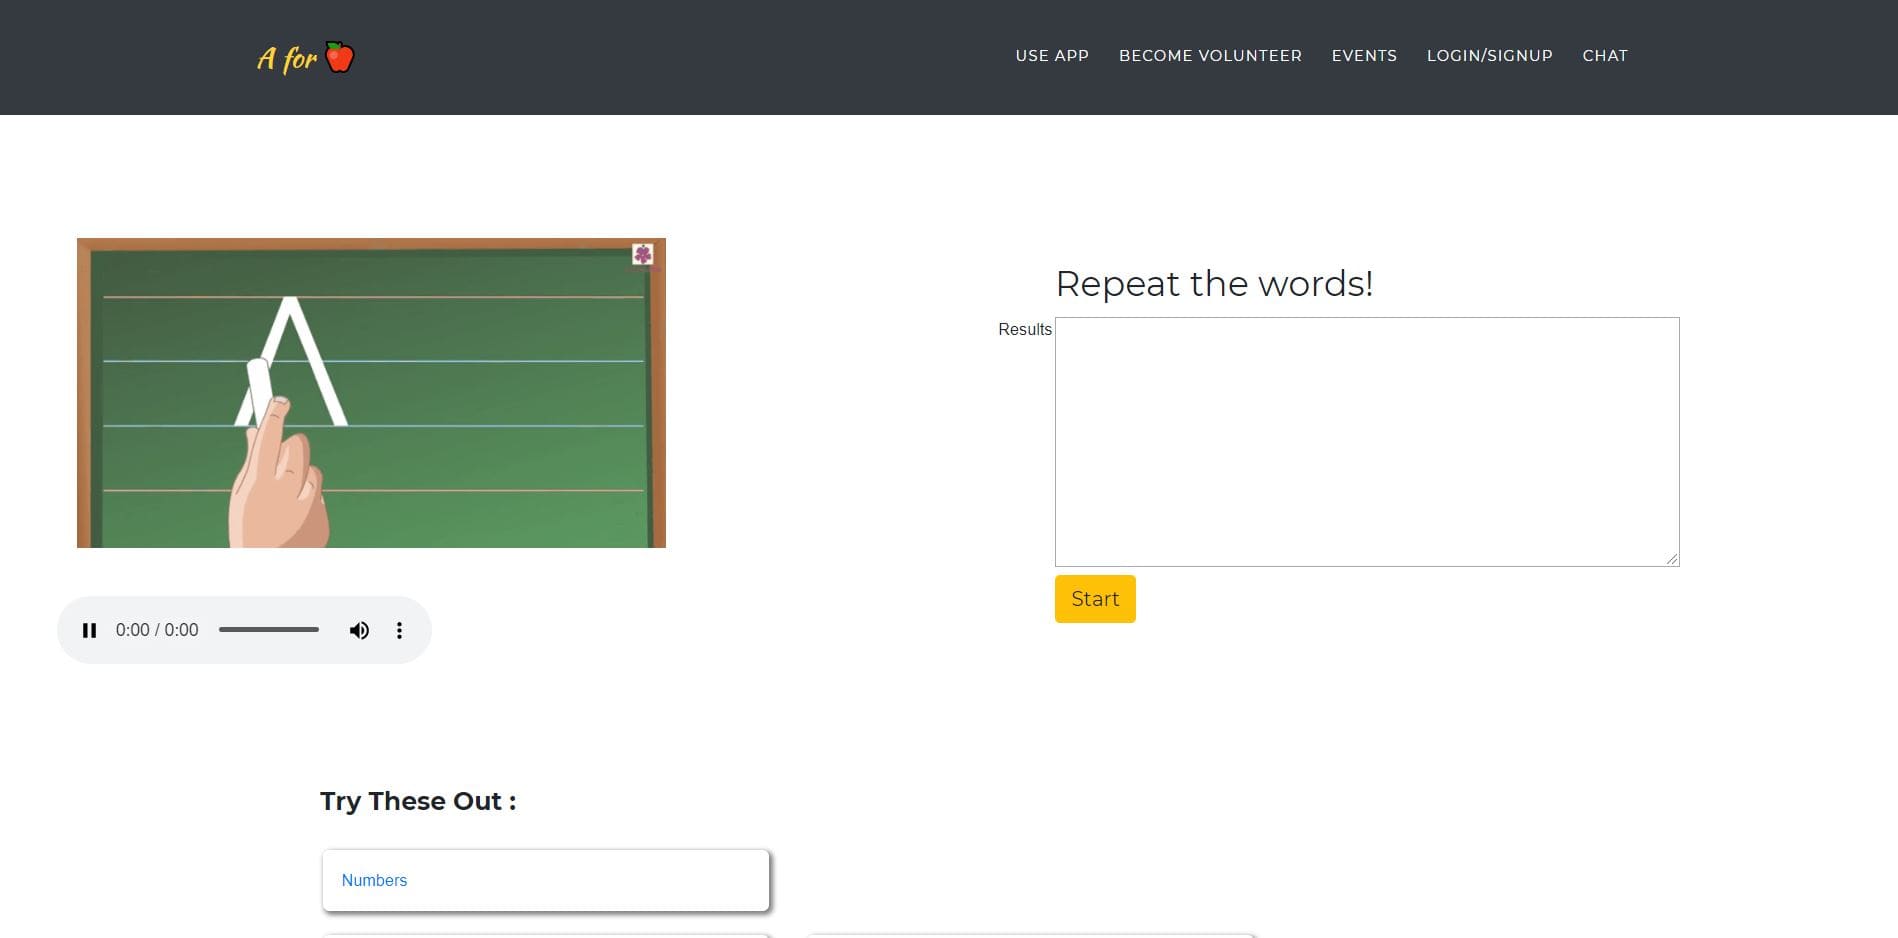 A for
USE APP BECOME VOLUNTEER EVENTS LOGIN/SIGNUP CHAT
A
Repeat the words!
Results
Start
0:00 / 0:00
Try These Out :
Numbers